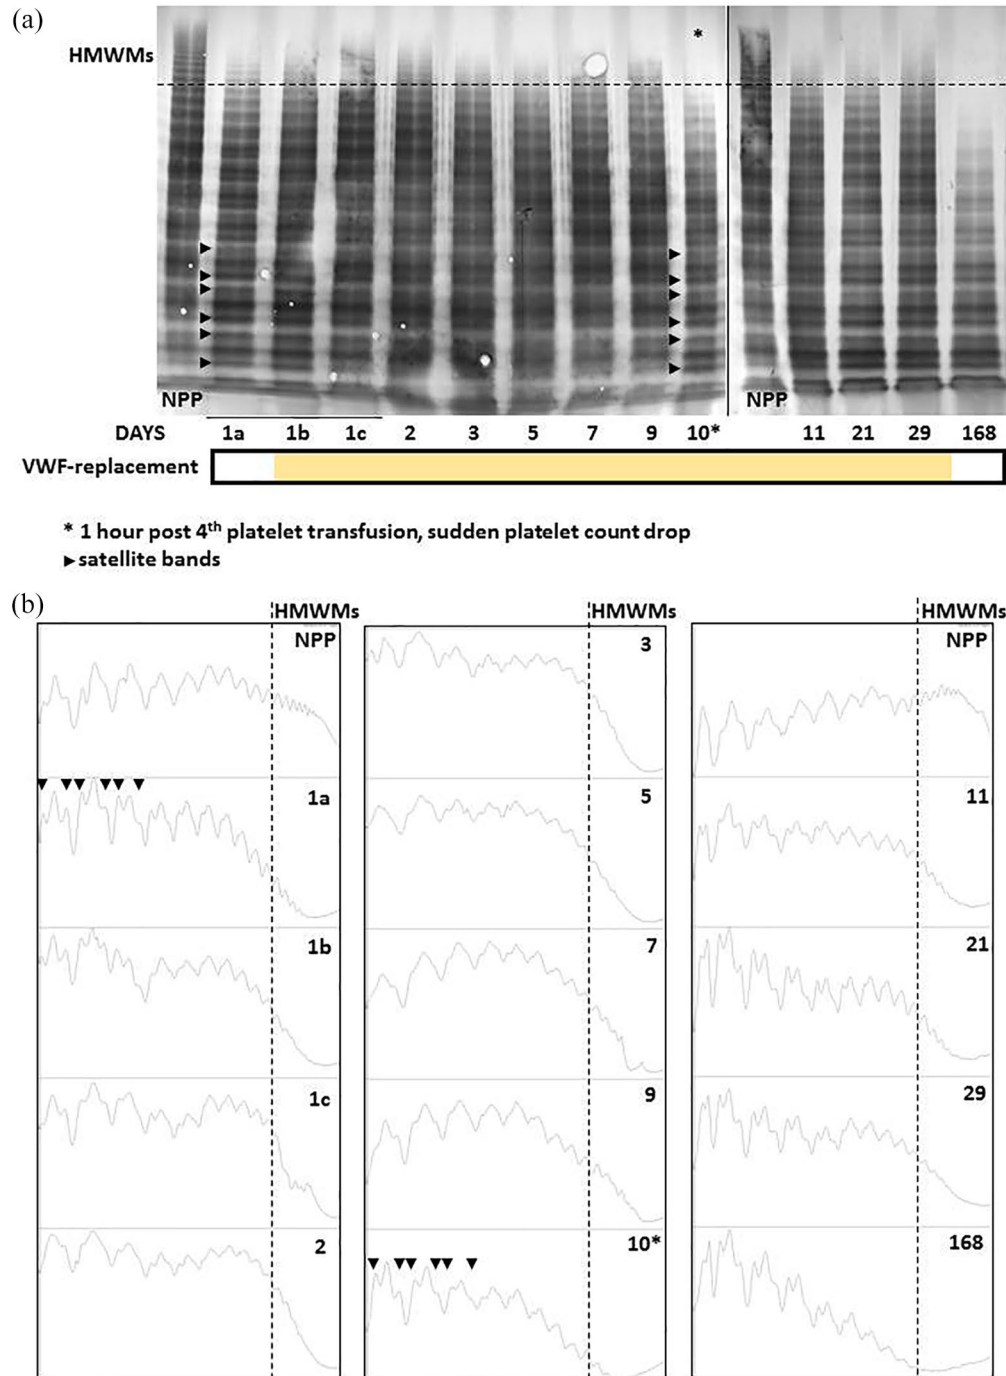 (a)
*
HMWMs
NPP NPP
DAYS 1a 1b 1c 2 3 5 7 9 10* 11 21 29 168
VWF-replacement
* 1 hour post 4th platelet transfusion, sudden platelet count drop
►satellite bands
(b)
HMWMs HMWMs HMWMs
NPP 3 NPP
1a 5 11
1b 7 21
1c 9 29
2 10* 168